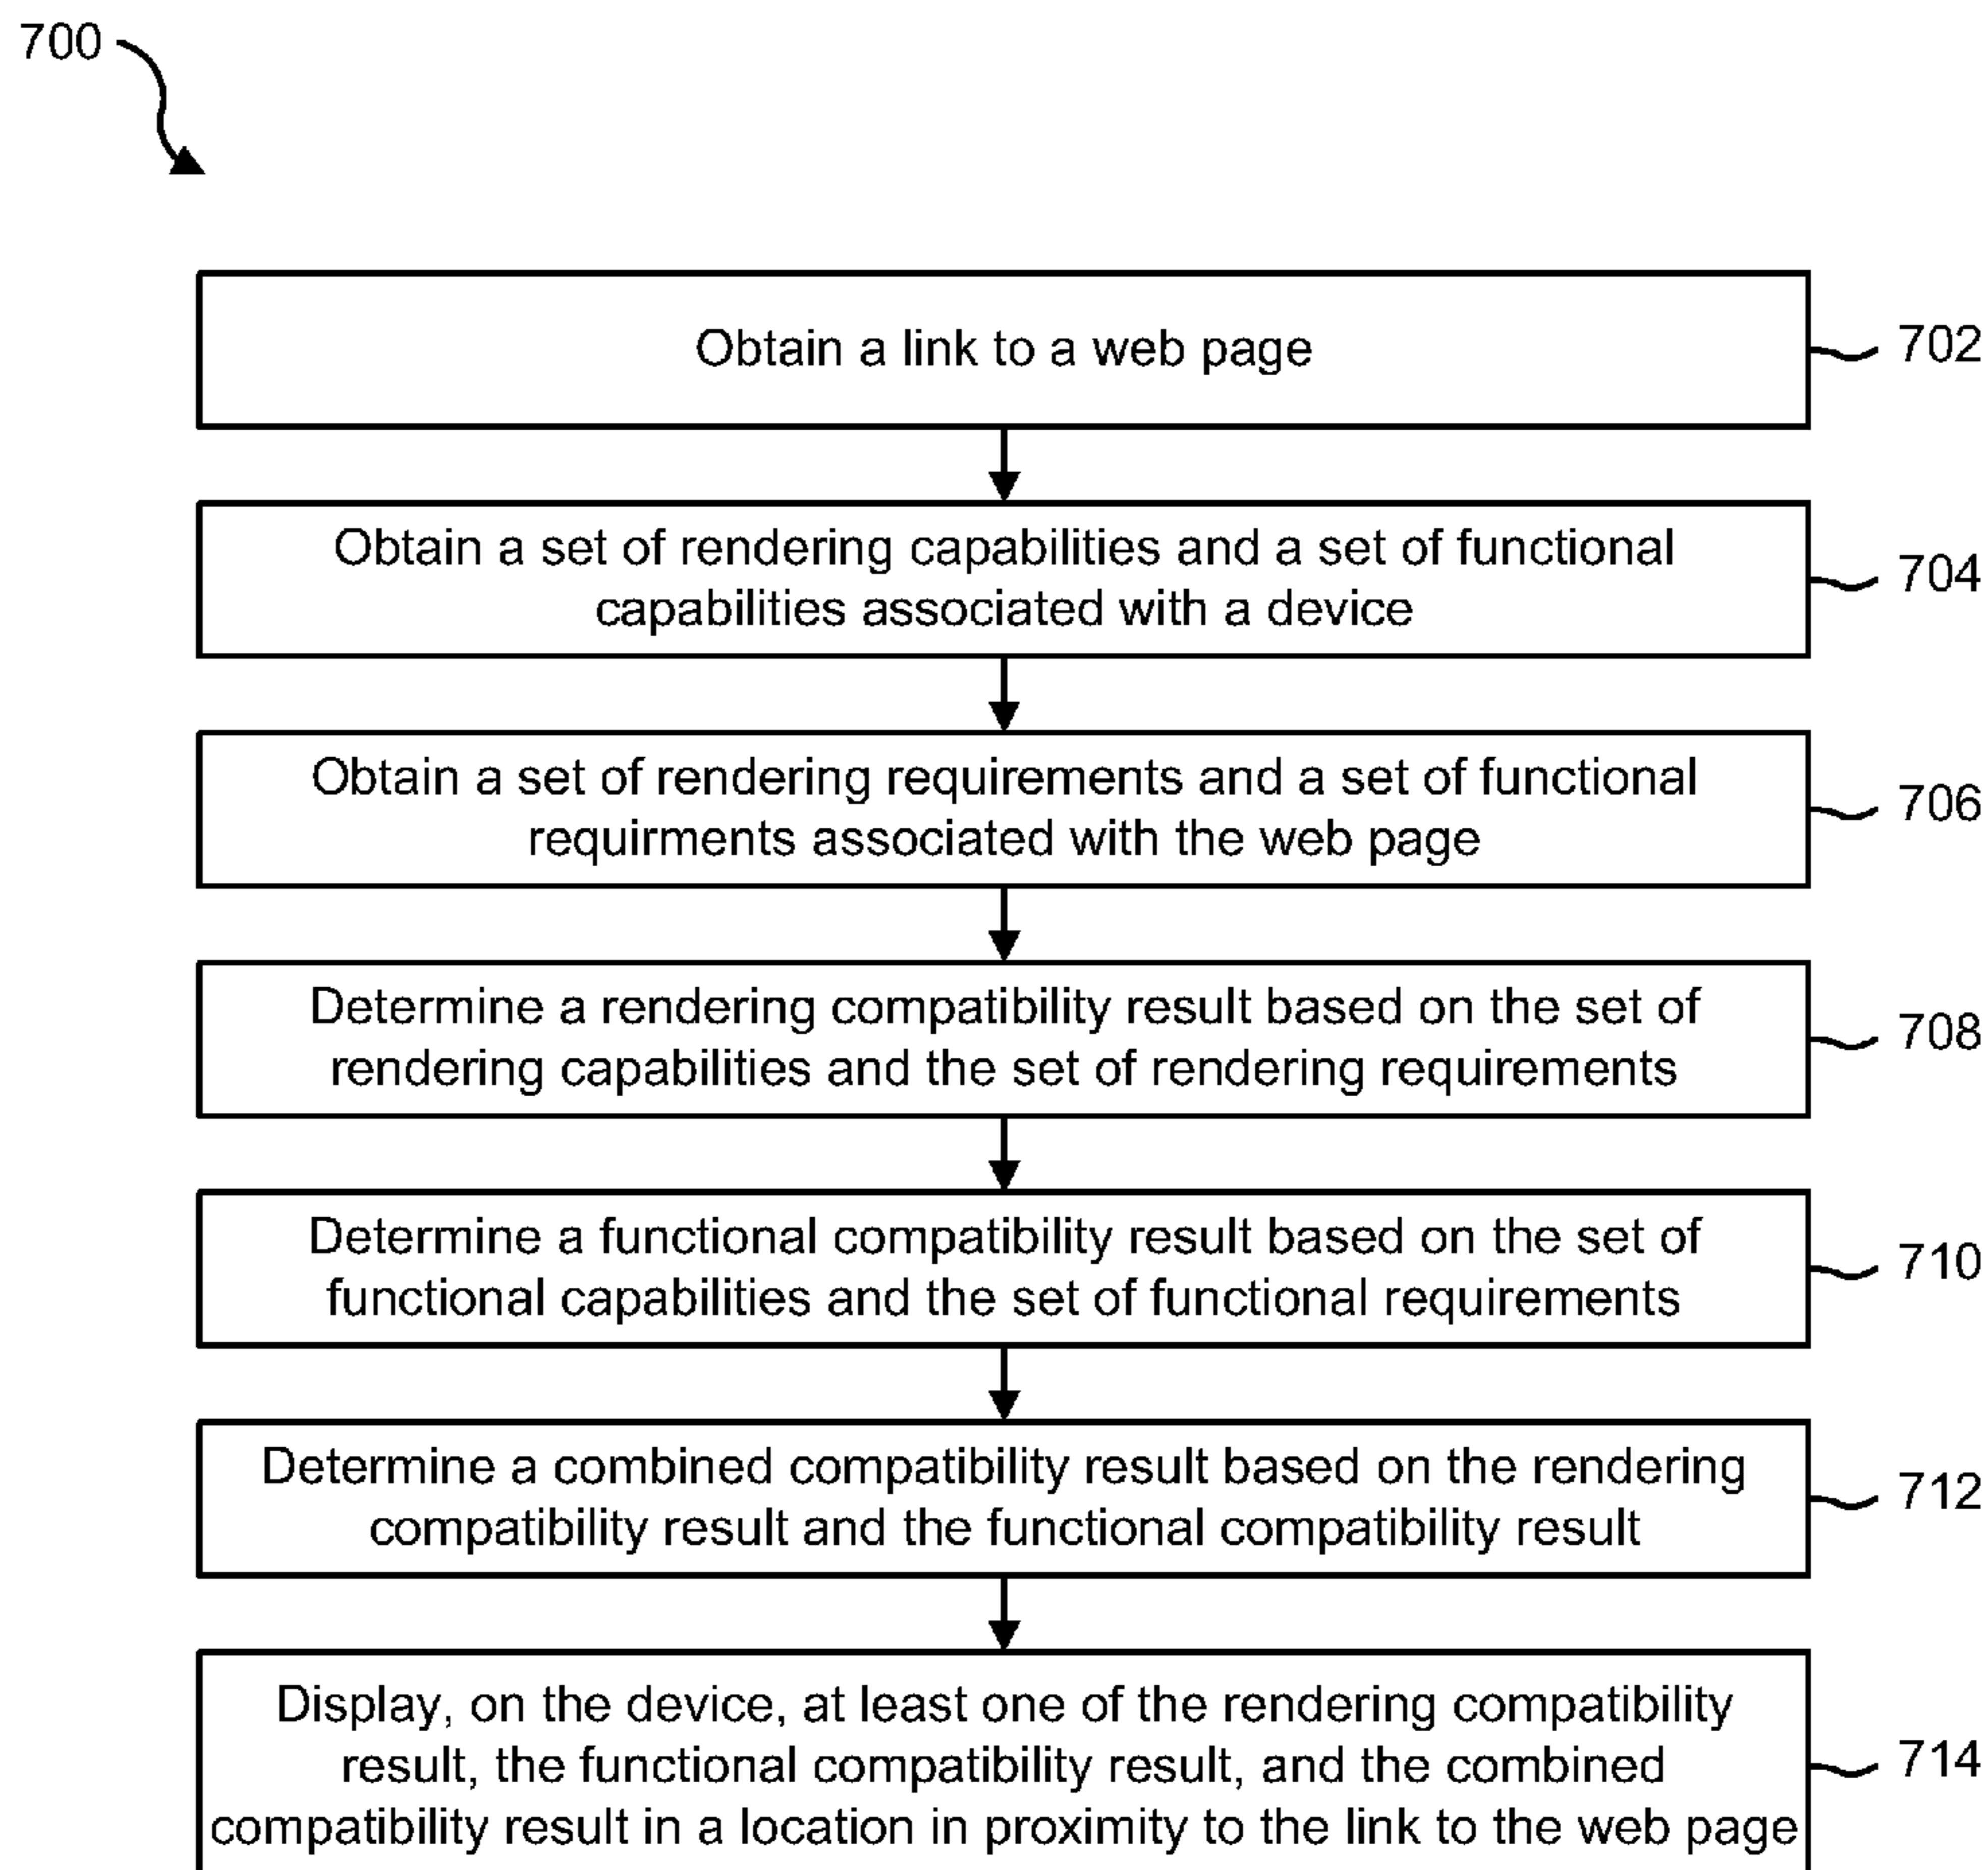 700
Obtain a link to a web page
702
Obtain a set of rendering capabilities and a set of functional
capabilities associated with a device
704
Obtain a set of rendering requirements and a set of functional
requirments associated with the web page
706
Determine a rendering compatibility result based on the set of
rendering capabilities and the set of rendering requirements
708
Determine a functional compatibility result based on the set of
functional capabilities and the set of functional requirements
710
Determine a combined compatibility result based on the rendering
compatibility result and the functional compatibility result
712
Display, on the device, at least one of the rendering compatibility
result, the functional compatibility result, and the combined
compatibility result in a location in proximity to the link to the web page
714